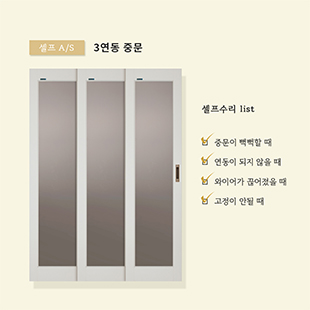 셀프 A/S
3연동 중문
셀프수리 list
중문이 뻑뻑할 때
연동이 되지 않을 때
와이어가 끊어졌을 때
고정이 안될 때